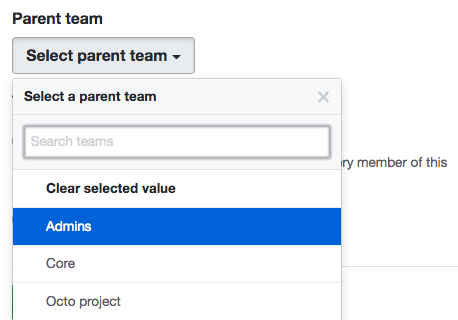 Parent team
Select parent team
Select a parent team
Search teams
ry member of this
Clear selected value
Admins
Core
Octo project